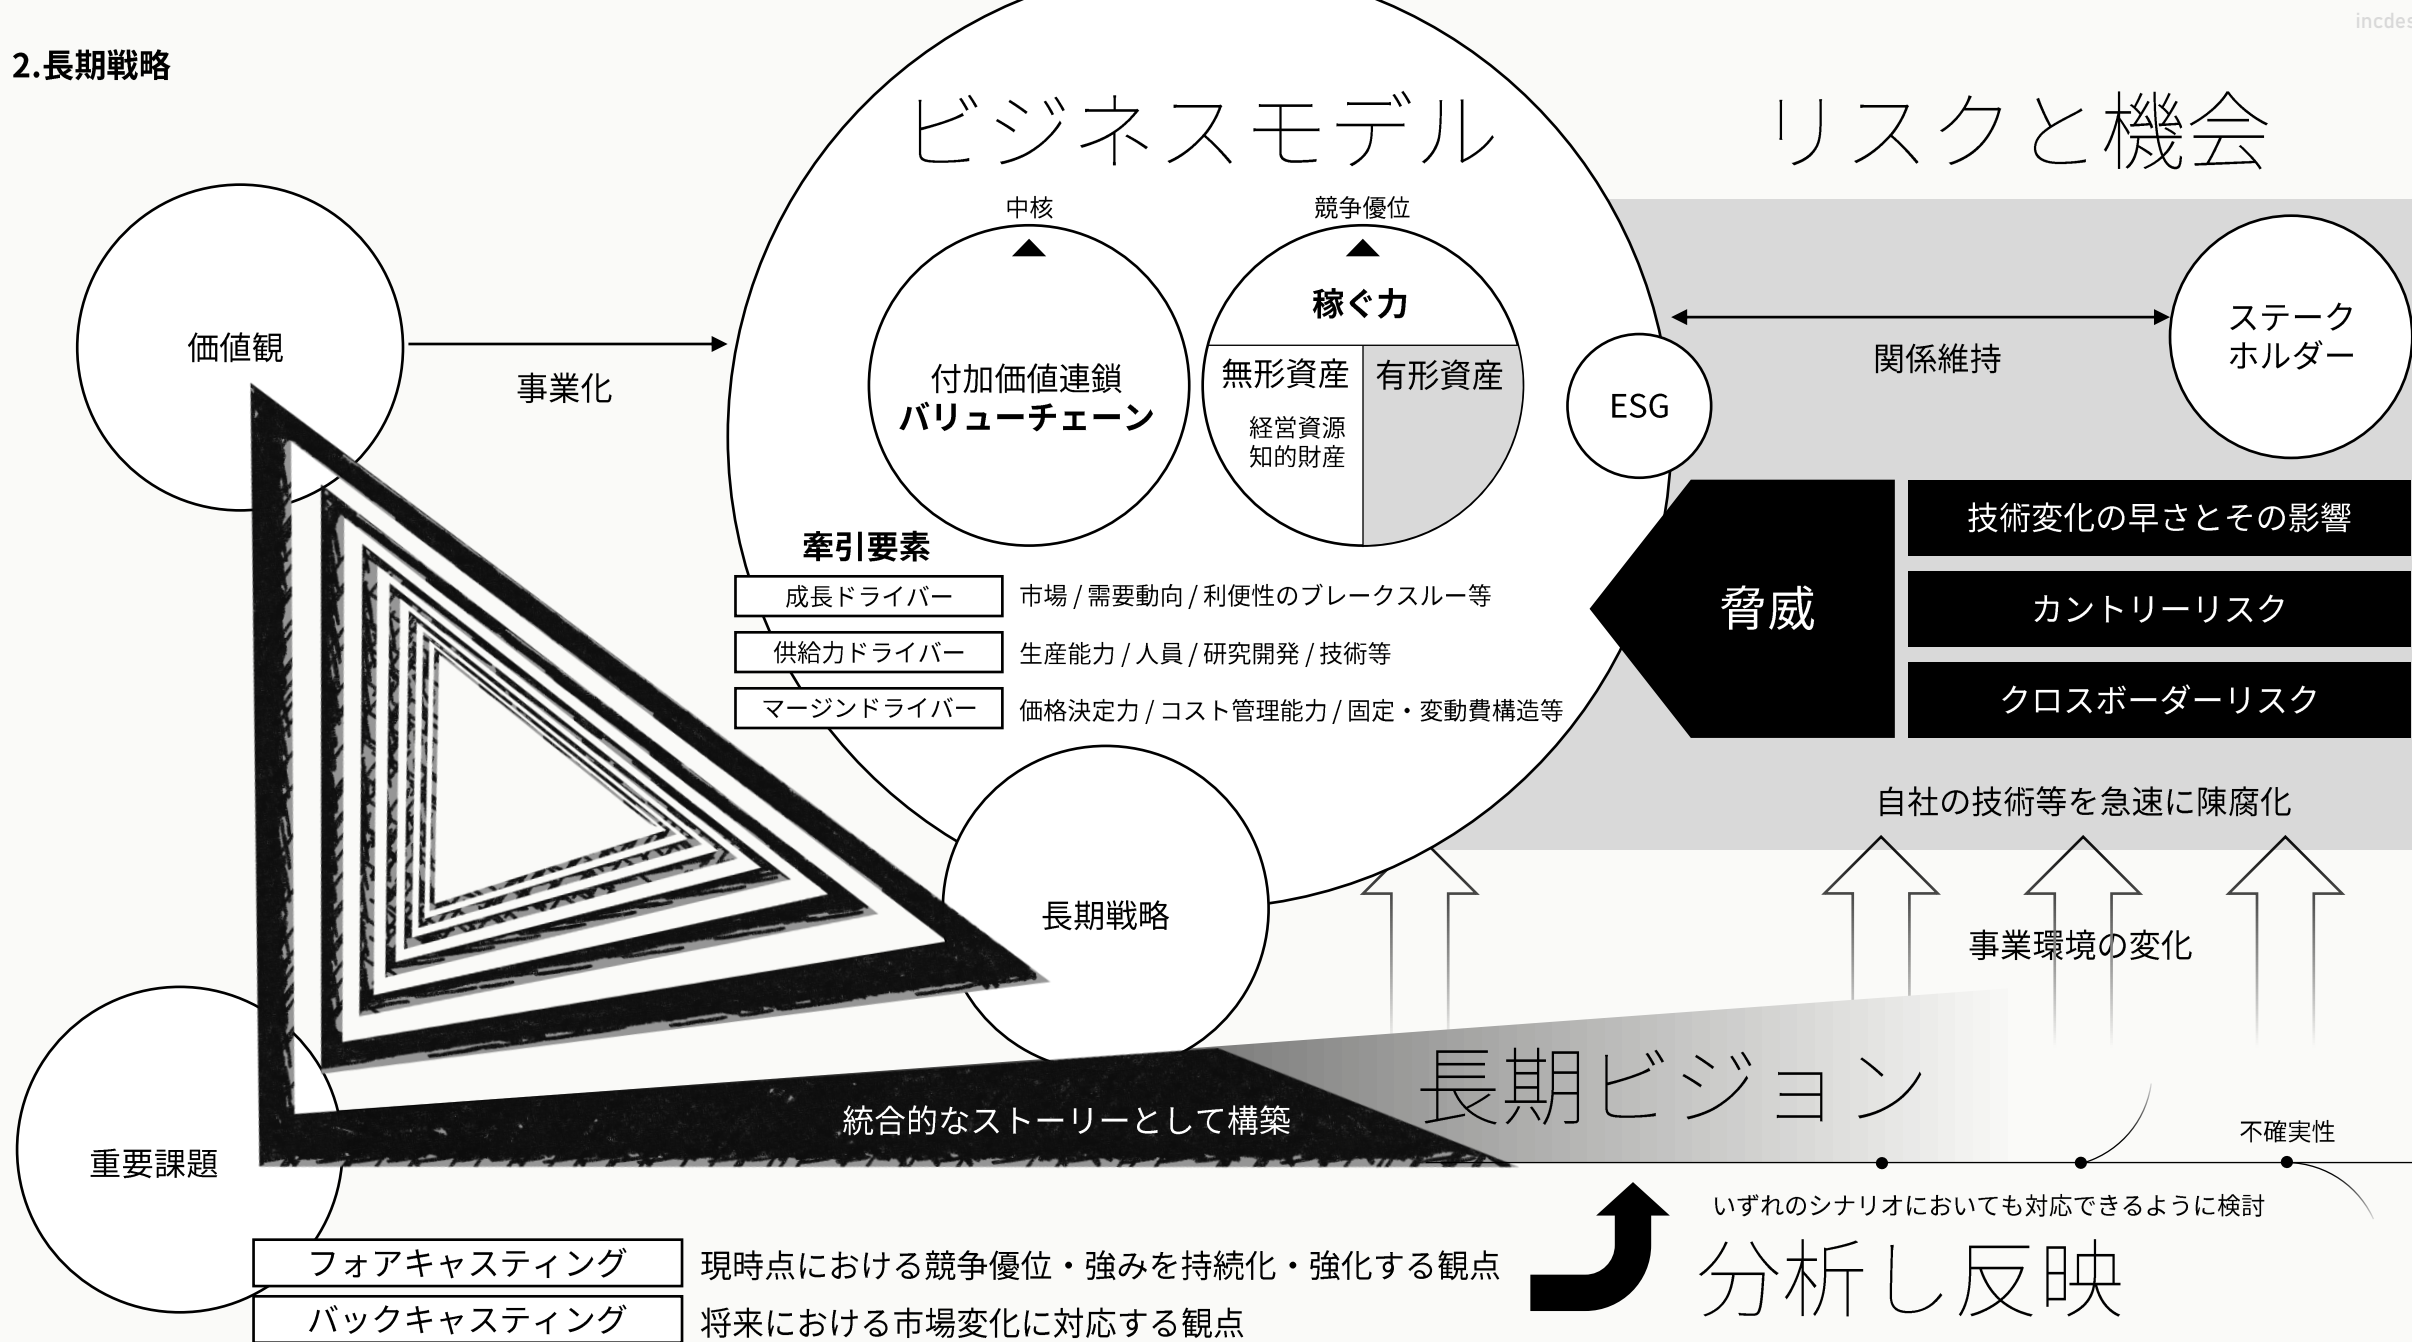 incdes
2.長期戦略
ビジネスモデル
リスクと機会
中核
競争優位
価値観
事業化
付加価値連鎖
バリューチェーン
稼ぐ力
無形資産
有形資産
経営資源
知的財産
ESG
関係維持
ステーク
ホルダー
牽引要素
成長ドライバー
市場 / 需要動向 / 利便性のブレークスルー等
供給力ドライバー
生産能力 / 人員 / 研究開発 / 技術等
マージンドライバー
価格決定力 / コスト管理能力 / 固定・変動費構造等
脅威
技術変化の早さとその影響
カントリーリスク
クロスボーダーリスク
自社の技術等を急速に陳腐化
長期戦略
事業環境の変化
長期ビジョン
統合的なストーリーとして構築
重要課題
不確実性
いずれのシナリオにおいても対応できるように検討
分析し反映
フォアキャスティング
現時点における競争優位・強みを持続化・強化する観点
バックキャスティング
将来における市場変化に対応する観点